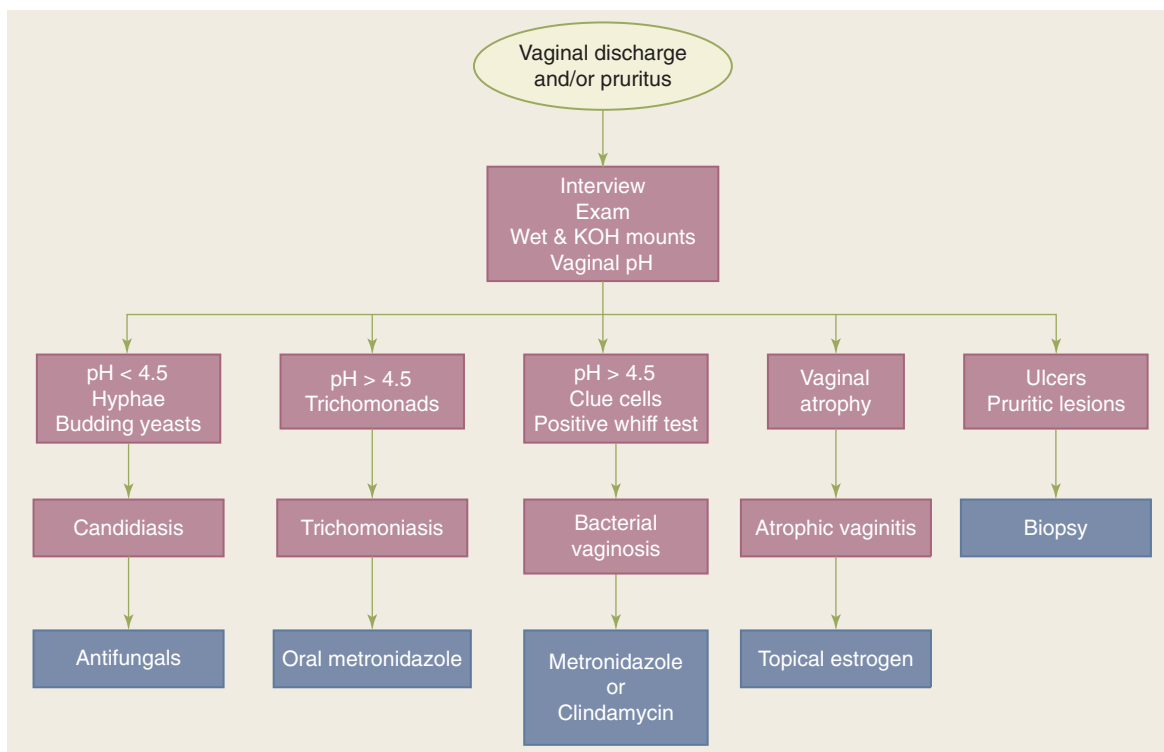 Vaginal discharge
and/or pruritus
Interview
Exam
Wet & KOH mounts
Vaginal pH
pH < 4.5
Hyphae
Budding yeasts
pH > 4.5
Trichomonads
pH > 4.5
Clue cells
Positive whiff test
Vaginal
atrophy
Ulcers
Pruritic lesions
Candidiasis
Trichomoniasis
Bacterial
vaginosis
Atrophic vaginitis
Biopsy
Antifungals
Oral metronidazole
Metronidazole
or
Clindamycin
Topical estrogen